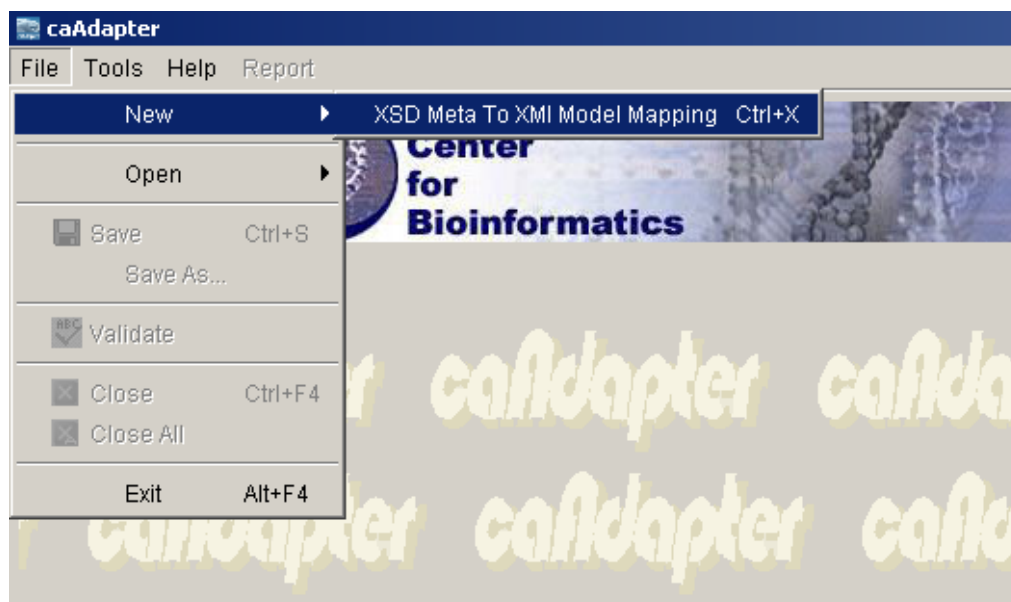 caAdapter
File Tools Help Report
New XSD Meta To XMI Model Mapping Ctrl+X
Center
Open
for
Bioinformatics
Save Ctrl+S
Save As...
ABC Validate
caAdapter
Close Ctrl+F4
Close All
Exit Alt+F4
caAdapter